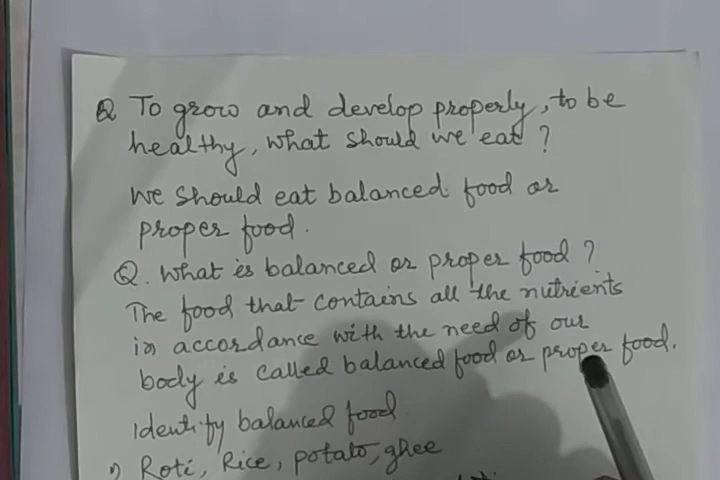 Q To grow and develop properly, to be
healthy, what should we eat?
We should eat balanced food or
proper food.
Q. What is balanced or proper food?
The food that contains all the nutrients
in accordance with the need of our
body is called balanced food or proper food.
Identify balanced food.
1) Roti, Rice, potato, ghee